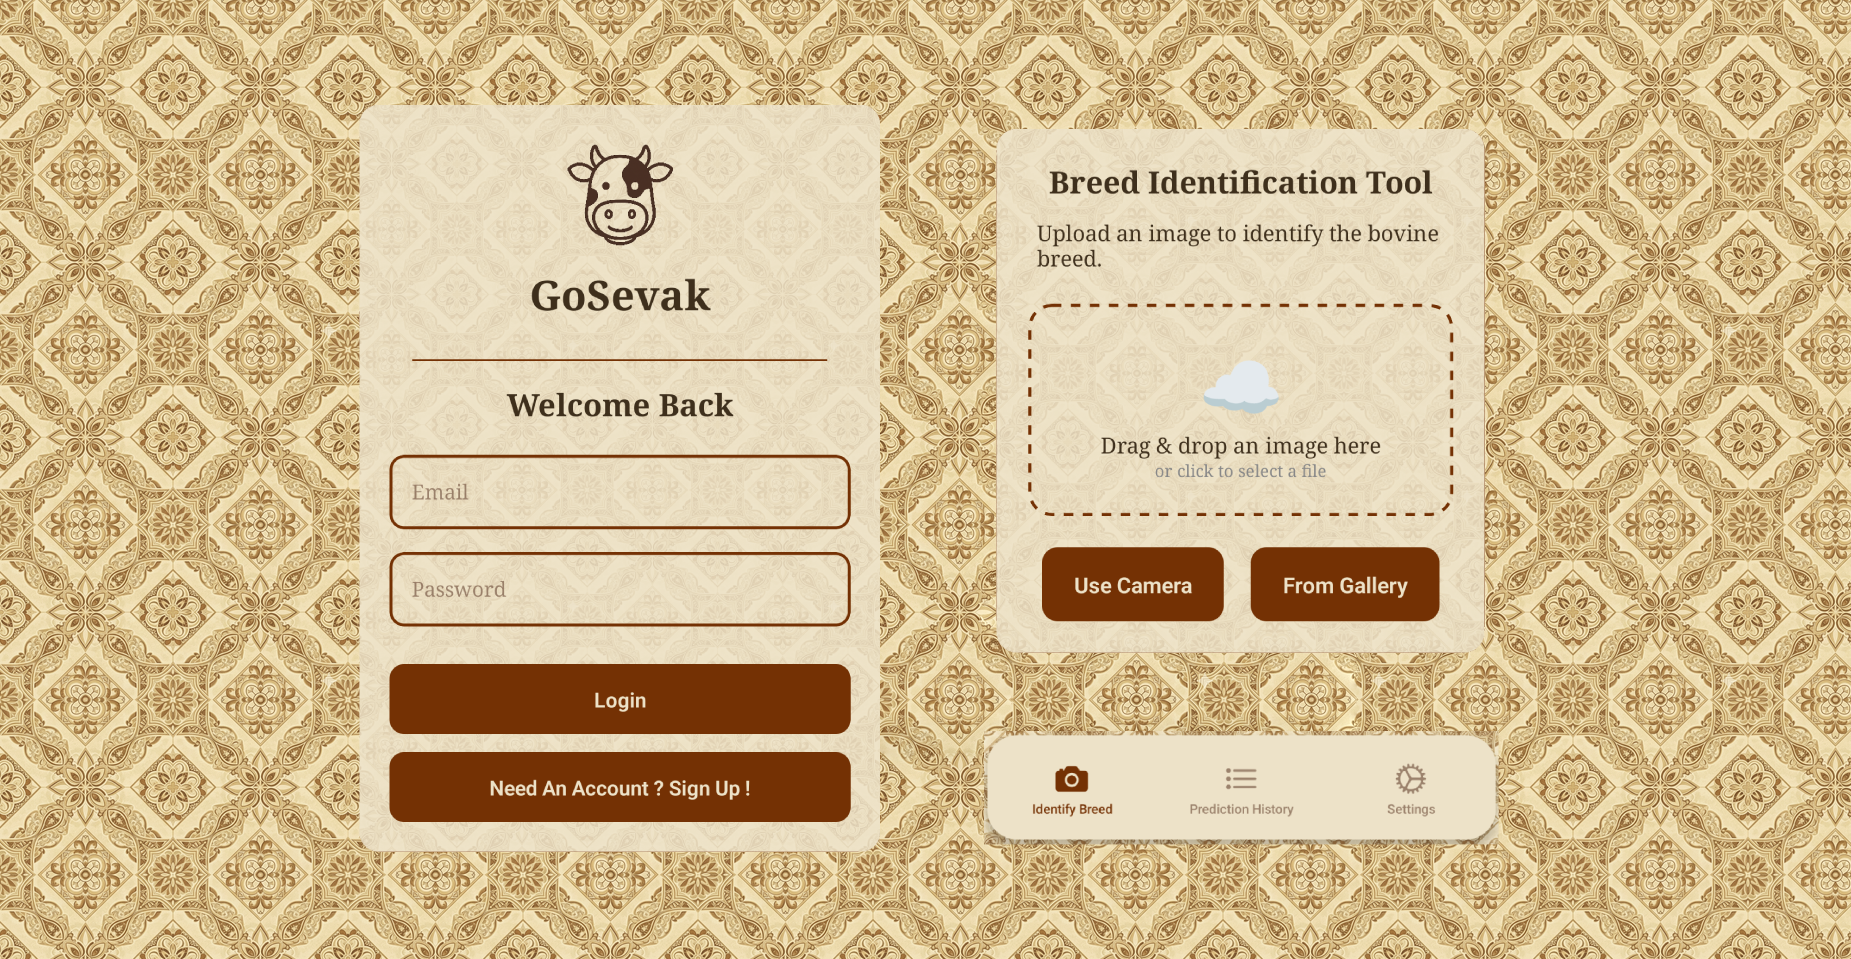 GoSevak
Welcome Back
Email
Password
Login
Need An Account ? Sign Up !
Breed Identification Tool
Upload an image to identify the bovine
breed.
Drag & drop an image here
or click to select a file
Use Camera
From Gallery
Identify Breed
Prediction History
Settings